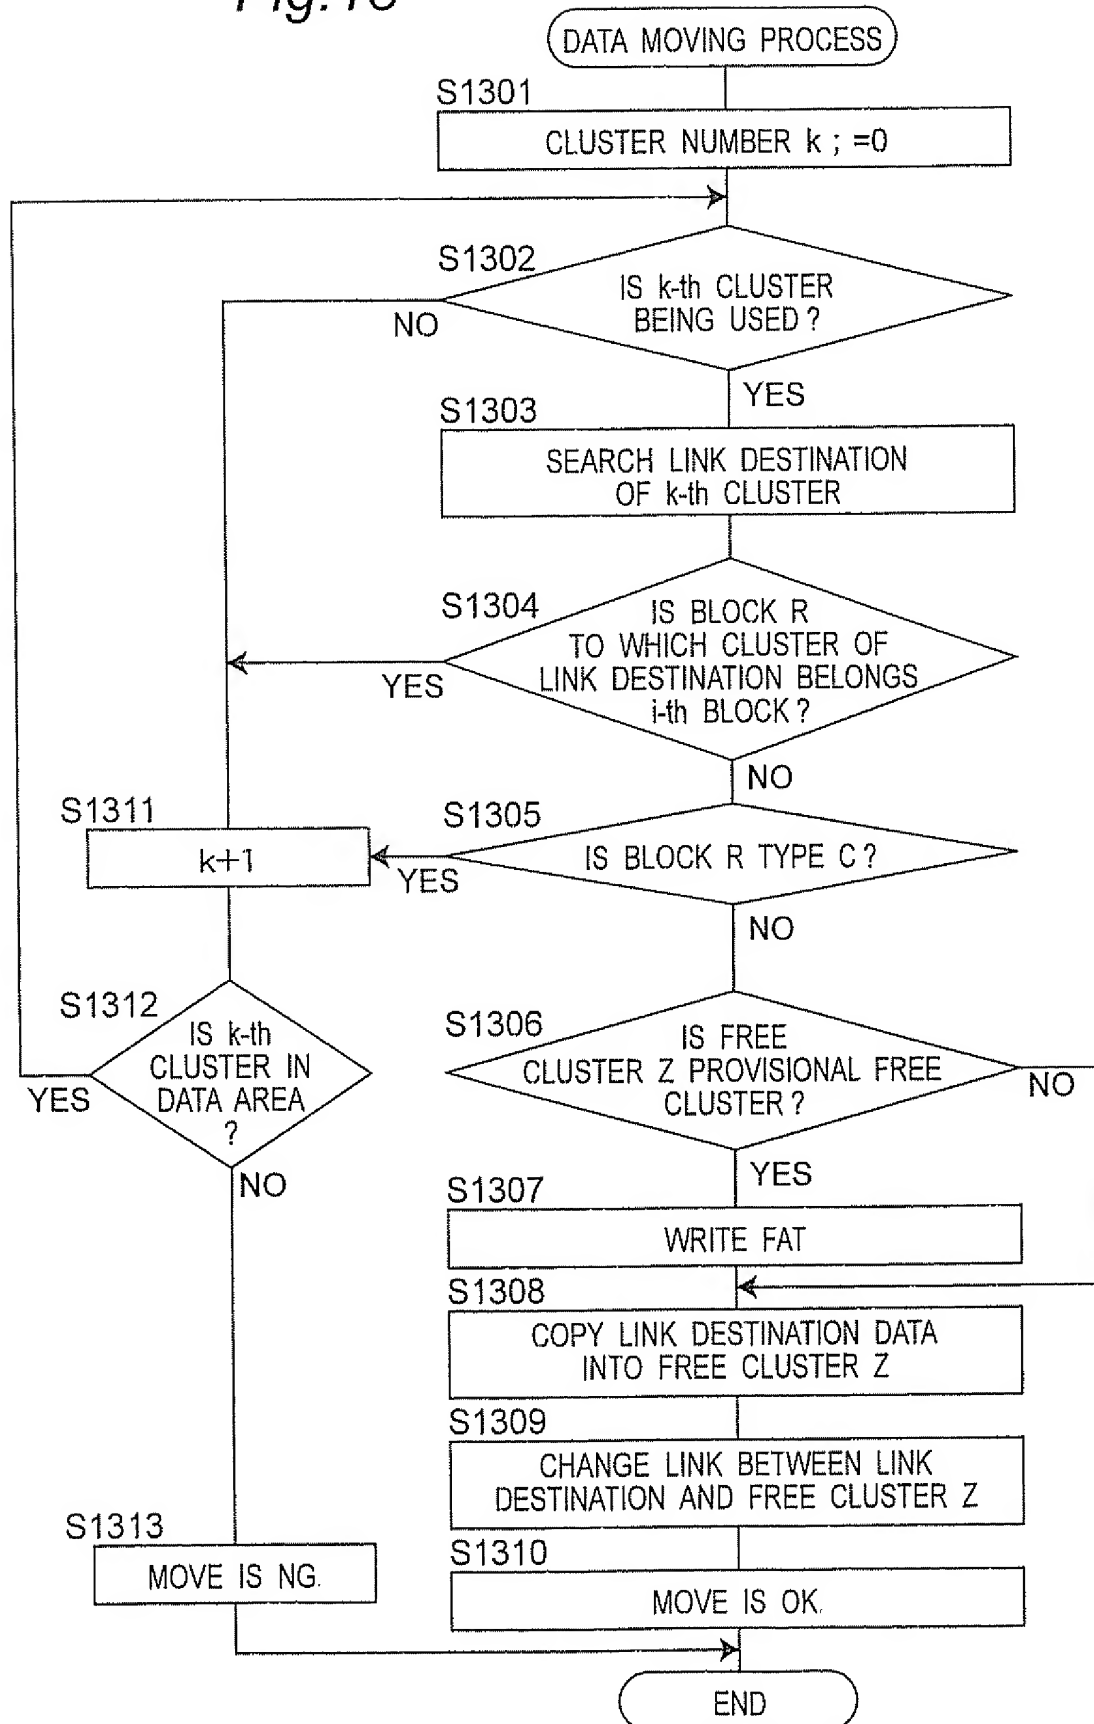 DATA MOVING PROCESS
S1301
CLUSTER NUMBER k ; =0
S1302
IS k-th CLUSTER
BEING USED ?
NO
YES
S1303
SEARCH LINK DESTINATION
OF k-th CLUSTER
S1304
IS BLOCK R
TO WHICH CLUSTER OF
LINK DESTINATION BELONGS
i-th BLOCK ?
YES
NO
S1311
k+1
S1305
IS BLOCK R TYPE C ?
YES
NO
S1312
IS k-th
CLUSTER IN
DATA AREA
?
YES
NO
S1306
IS FREE
CLUSTER Z PROVISIONAL FREE
CLUSTER ?
NO
YES
S1307
WRITE FAT
S1308
COPY LINK DESTINATION DATA
INTO FREE CLUSTER Z
S1309
CHANGE LINK BETWEEN LINK
DESTINATION AND FREE CLUSTER Z
S1313
MOVE IS NG.
S1310
MOVE IS OK.
END